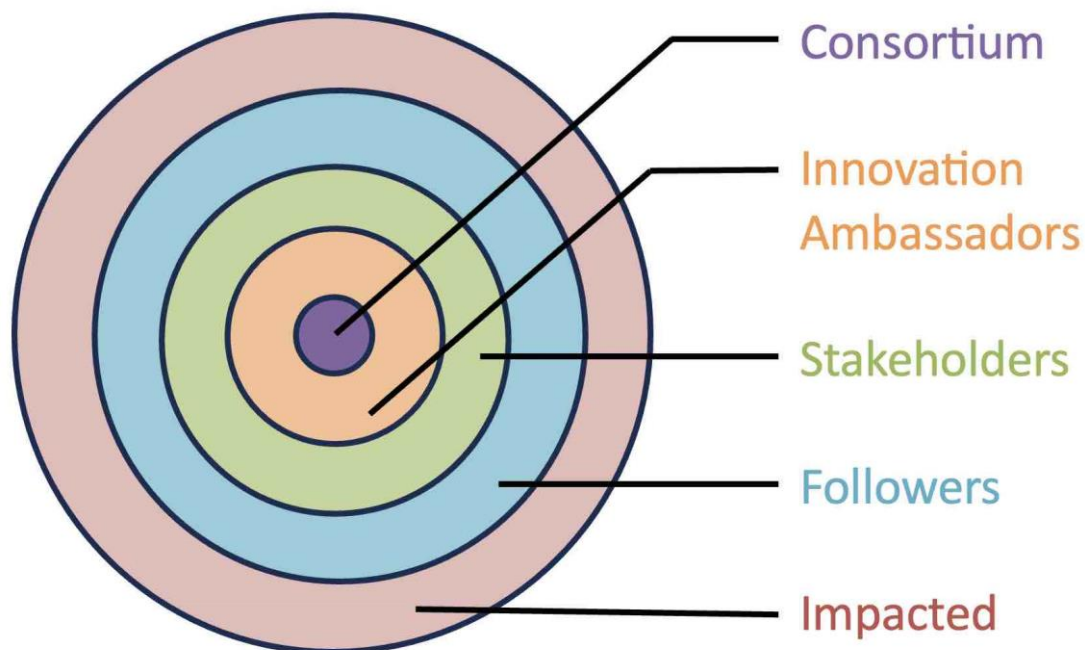 Consortium
Innovation
Ambassadors
Stakeholders
Followers
Impacted